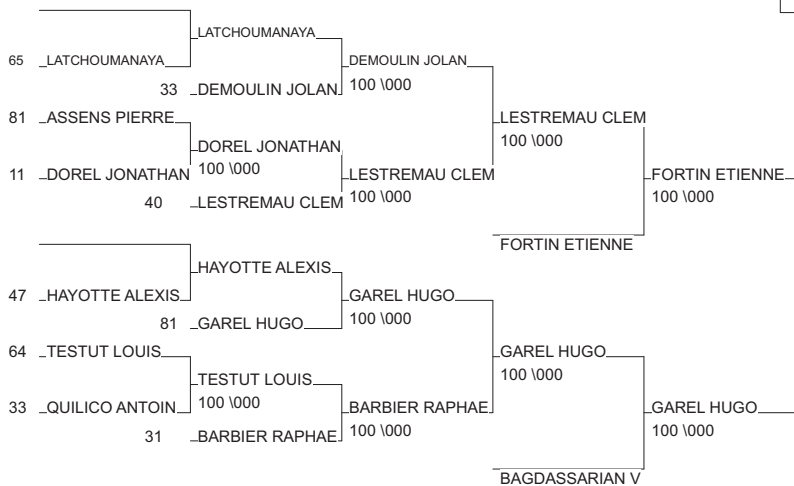 LATCHOUMANAYA
65 LATCHOUMANAYA
DEMOULIN JOLAN
33 DEMOULIN JOLAN
100 \000
81 ASSENS PIERRE
LESTREMAU CLEM
100 \000
DOREL JONATHAN
100 \000
11 DOREL JONATHAN
LESTREMAU CLEM
100 \000
FORTIN ETIENNE
100 \000
40 LESTREMAU CLEM
FORTIN ETIENNE
HAYOTTE ALEXIS
47 HAYOTTE ALEXIS
GAREL HUGO
100 \000
81 GAREL HUGO
64 TESTUT LOUIS
GAREL HUGO
100 \000
TESTUT LOUIS
100 \000
33 QUILICO ANTOIN
BARBIER RAPHAE
100 \000
GAREL HUGO
100 \000
31 BARBIER RAPHAE
BAGDASSARIAN V